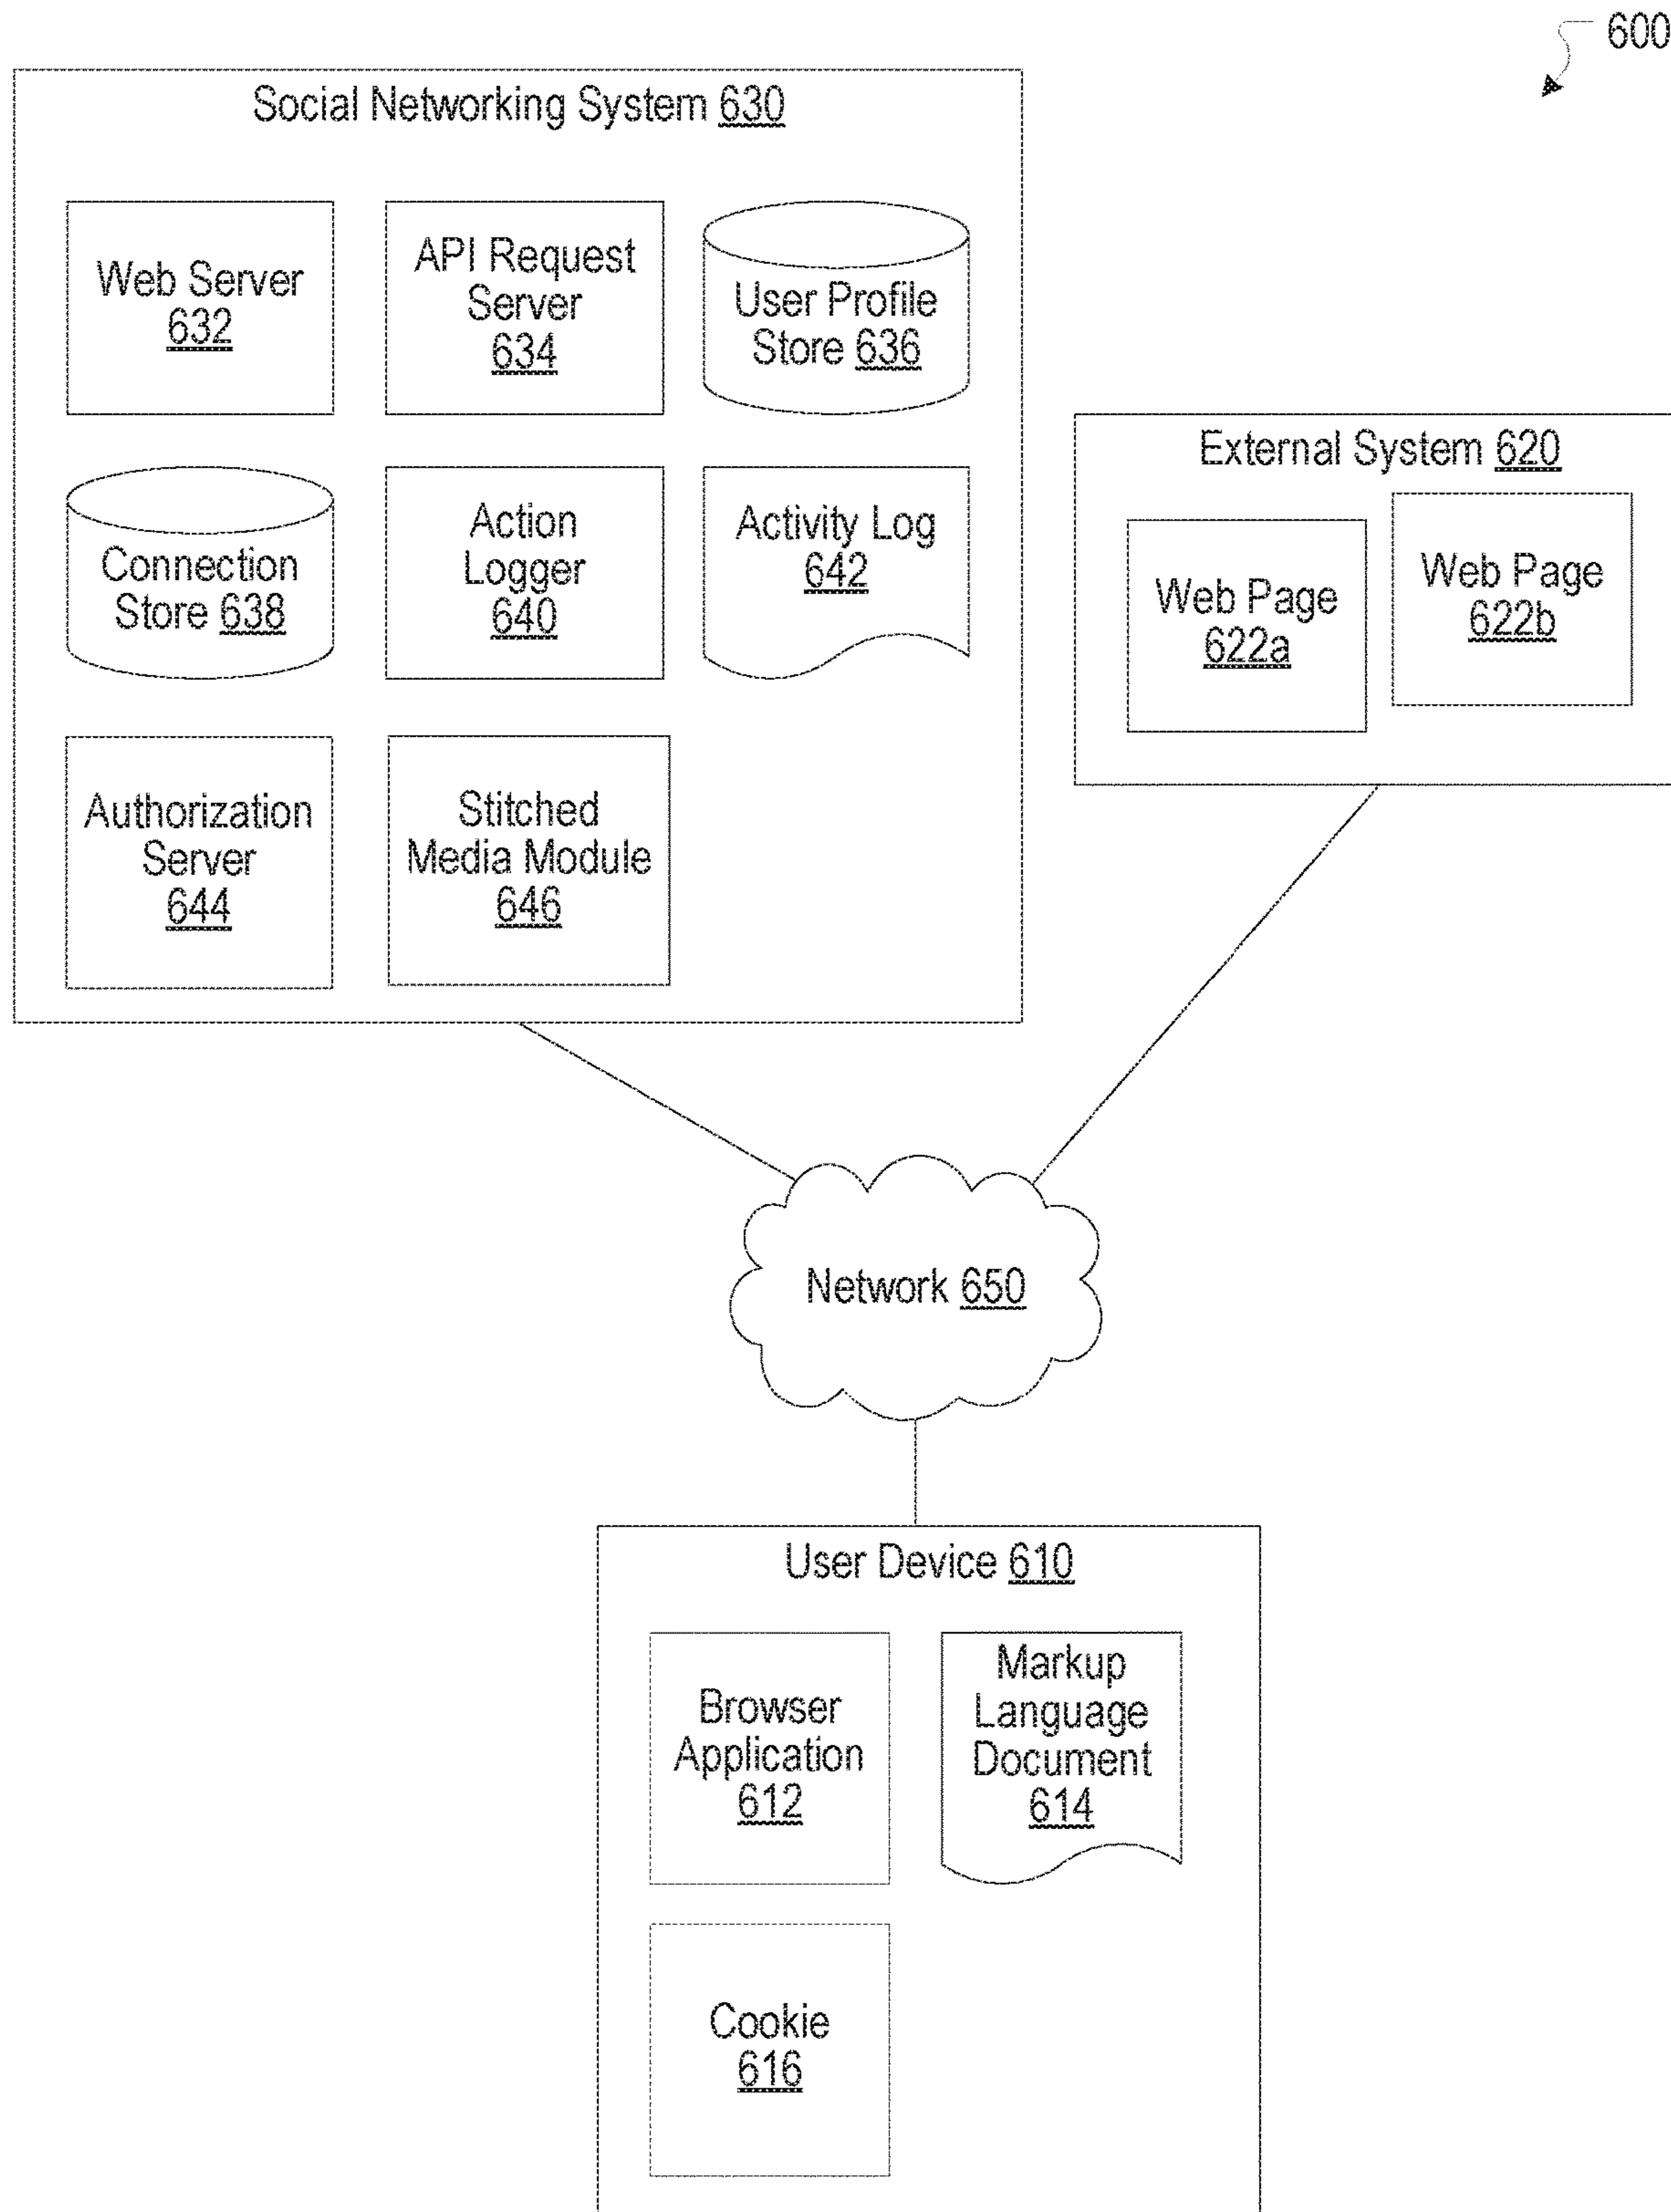 600
Social Networking System 630
Web Server
632
API Request
Server
634
User Profile
Store 636
Connection
Store 638
Action
Logger
640
Activity Log
642
Authorization
Server
644
Stitched
Media Module
646
External System 620
Web Page
622a
Web Page
622b
Network 650
User Device 610
Browser
Application
612
Markup
Language
Document
614
Cookie
616